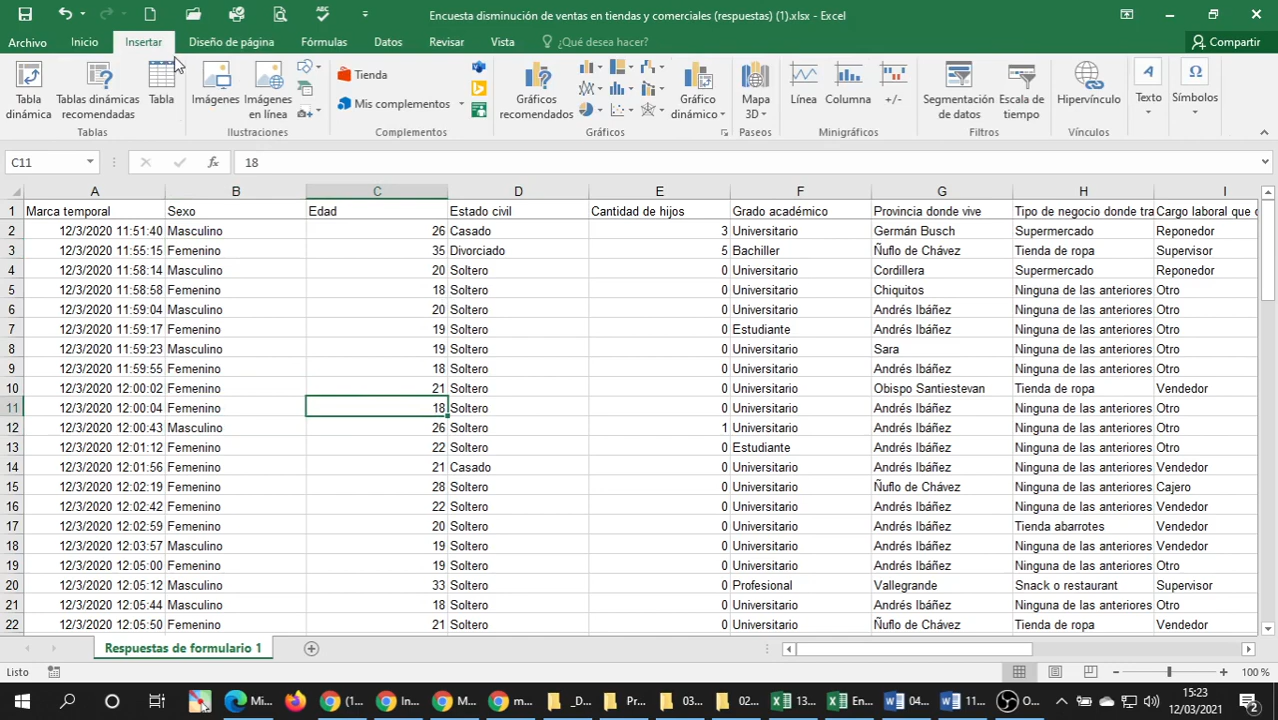 Encuesta disminución de ventas en tiendas y comerciales (respuestas) (1).xlsx - Excel
Archivo Inicio Insertar Diseño de página Fórmulas Datos Revisar Vista ¿Qué desea hacer? Compartir
Tabla dinámica
Tablas dinámicas recomendadas
Tabla
Imágenes
Imágenes en línea
Tienda
Mis complementos
Gráficos recomendados
Gráfico dinámico
Mapa 3D
Línea
Columna
+/-
Segmentación de datos
Escala de tiempo
Hipervínculo
Texto
Símbolos
Tablas Ilustraciones Complementos Gráficos Paseos Minigráficos Filtros Vínculos
C11 fx 18
A B C D E F G H I
1 Marca temporal Sexo Edad Estado civil Cantidad de hijos Grado académico Provincia donde vive Tipo de negocio donde tra Cargo laboral que
2 12/3/2020 11:51:40 Masculino 26 Casado 3 Universitario Germán Busch Supermercado Reponedor
3 12/3/2020 11:55:15 Femenino 35 Divorciado 5 Bachiller Ñuflo de Chávez Tienda de ropa Supervisor
4 12/3/2020 11:58:14 Masculino 20 Soltero 0 Universitario Cordillera Supermercado Reponedor
5 12/3/2020 11:58:58 Femenino 18 Soltero 0 Universitario Chiquitos Ninguna de las anteriores Otro
6 12/3/2020 11:59:04 Masculino 20 Soltero 0 Universitario Andrés Ibáñez Ninguna de las anteriores Otro
7 12/3/2020 11:59:17 Femenino 19 Soltero 0 Estudiante Andrés Ibáñez Ninguna de las anteriores Otro
8 12/3/2020 11:59:23 Masculino 19 Soltero 0 Universitario Sara Ninguna de las anteriores Otro
9 12/3/2020 11:59:55 Femenino 18 Soltero 0 Universitario Andrés Ibáñez Ninguna de las anteriores Otro
10 12/3/2020 12:00:02 Femenino 21 Soltero 0 Universitario Obispo Santiestevan Tienda de ropa Vendedor
11 12/3/2020 12:00:04 Femenino 18 Soltero 0 Universitario Andrés Ibáñez Ninguna de las anteriores Otro
12 12/3/2020 12:00:43 Masculino 26 Soltero 1 Universitario Andrés Ibáñez Ninguna de las anteriores Otro
13 12/3/2020 12:01:12 Femenino 22 Soltero 0 Estudiante Andrés Ibáñez Ninguna de las anteriores Otro
14 12/3/2020 12:01:56 Femenino 21 Casado 0 Universitario Andrés Ibáñez Ninguna de las anteriores Vendedor
15 12/3/2020 12:02:19 Femenino 28 Soltero 0 Universitario Ñuflo de Chávez Ninguna de las anteriores Cajero
16 12/3/2020 12:02:42 Femenino 22 Soltero 0 Universitario Andrés Ibáñez Ninguna de las anteriores Vendedor
17 12/3/2020 12:02:59 Femenino 20 Soltero 0 Universitario Andrés Ibáñez Tienda abarrotes Vendedor
18 12/3/2020 12:03:57 Masculino 19 Soltero 0 Universitario Andrés Ibáñez Ninguna de las anteriores Vendedor
19 12/3/2020 12:05:00 Femenino 19 Soltero 0 Universitario Andrés Ibáñez Ninguna de las anteriores Otro
20 12/3/2020 12:05:12 Masculino 33 Soltero 0 Profesional Vallegrande Snack o restaurant Supervisor
21 12/3/2020 12:05:44 Masculino 18 Soltero 0 Universitario Andrés Ibáñez Ninguna de las anteriores Otro
22 12/3/2020 12:05:50 Femenino 21 Soltero 0 Universitario Ñuflo de Chávez Tienda de ropa Vendedor
Respuestas de formulario 1
Listo 100 %
Mi... (1... In... M... m... _D... Pr... 03... 02... 13... En... 04... 11... O... 15:23
12/03/2021 2